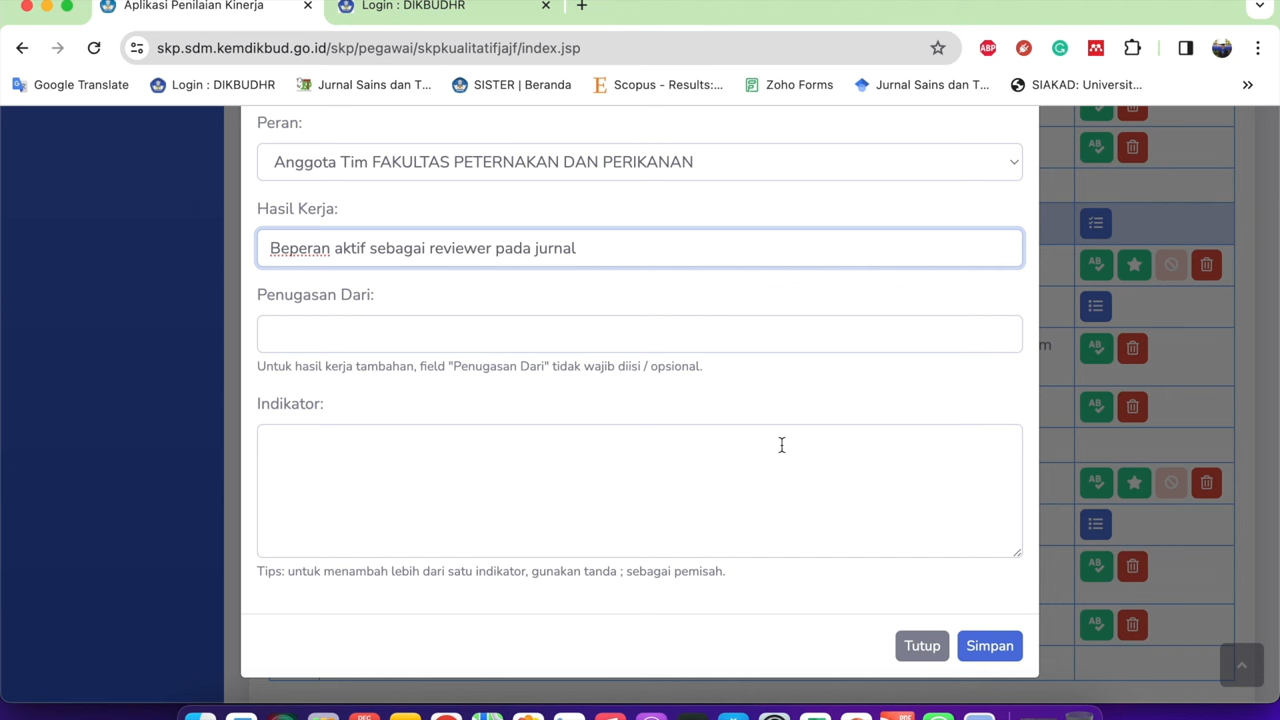 Aplikasi Penilaian Kinerja
Login : DIKBUDHR
skp.sdm.kemdikbud.go.id/skp/pegawai/skpkualitatifjajf/index.jsp
ABP
Google Translate
Login : DIKBUDHR
Jurnal Sains dan T...
SISTER | Beranda
Scopus - Results:...
Zoho Forms
Jurnal Sains dan T...
SIAKAD: Universit...
Peran:
Anggota Tim FAKULTAS PETERNAKAN DAN PERIKANAN
Hasil Kerja:
Beperan aktif sebagai reviewer pada jurnal
Penugasan Dari:
Untuk hasil kerja tambahan, field "Penugasan Dari" tidak wajib diisi / opsional.
Indikator:
Tips: untuk menambah lebih dari satu indikator, gunakan tanda ; sebagai pemisah.
Tutup
Simpan